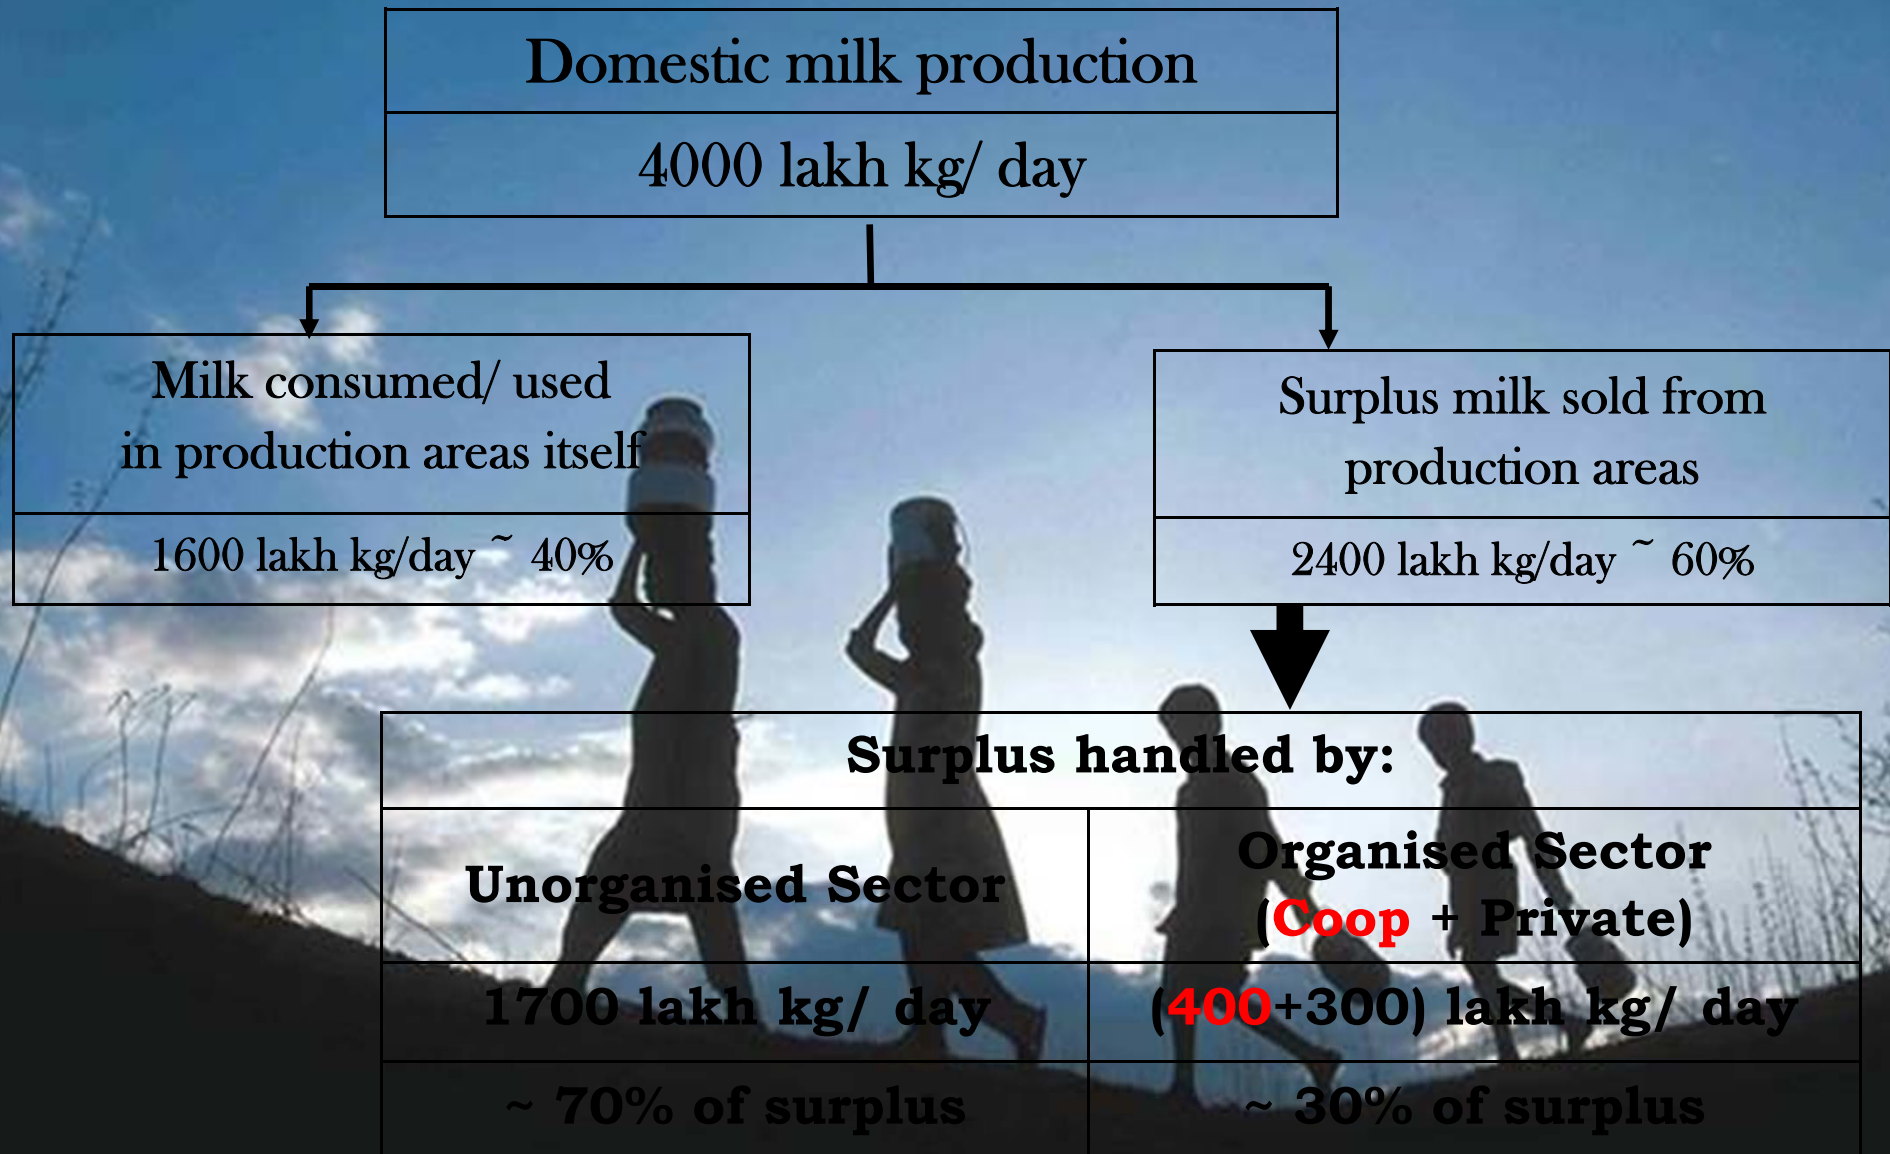 Domestic milk production
4000 lakh kg/ day
Milk consumed/ used
in production areas itself
1600 lakh kg/day ~ 40%
Surplus milk sold from
production areas
2400 lakh kg/day ~ 60%
Surplus handled by:
Unorganised Sector
Organised Sector
(Coop + Private)
1700 lakh kg/ day
(400+300) lakh kg/ day
~ 70% of surplus
~ 30% of surplus